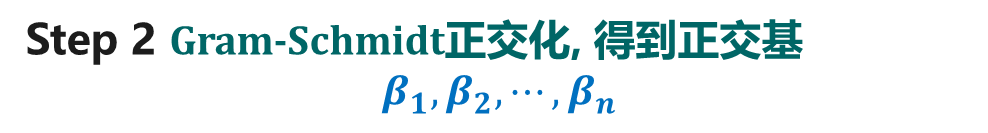 Step 2 Gram-Schmidt正交化, 得到正交基
β₁, β₂, ⋯, βₙ